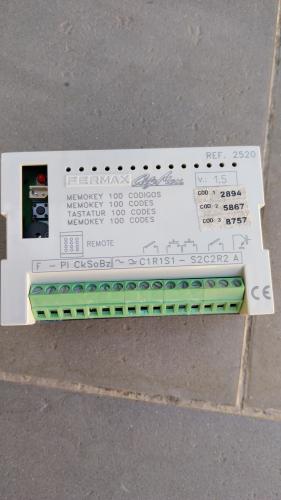 REF. 2520
FERMAX
V.: 1.5
MEMOKEY 100 CODIGOS
MEMOKEY 100 CODES
TASTATUR 100 CODES
MOKEY 100 CODES
COD. 1 2894
COD. 2 5867
COD. 3 8757
REMOTE
F - Pl CkSoBz ~ ≂ C1R1S1 - S2C2R2 A
CE